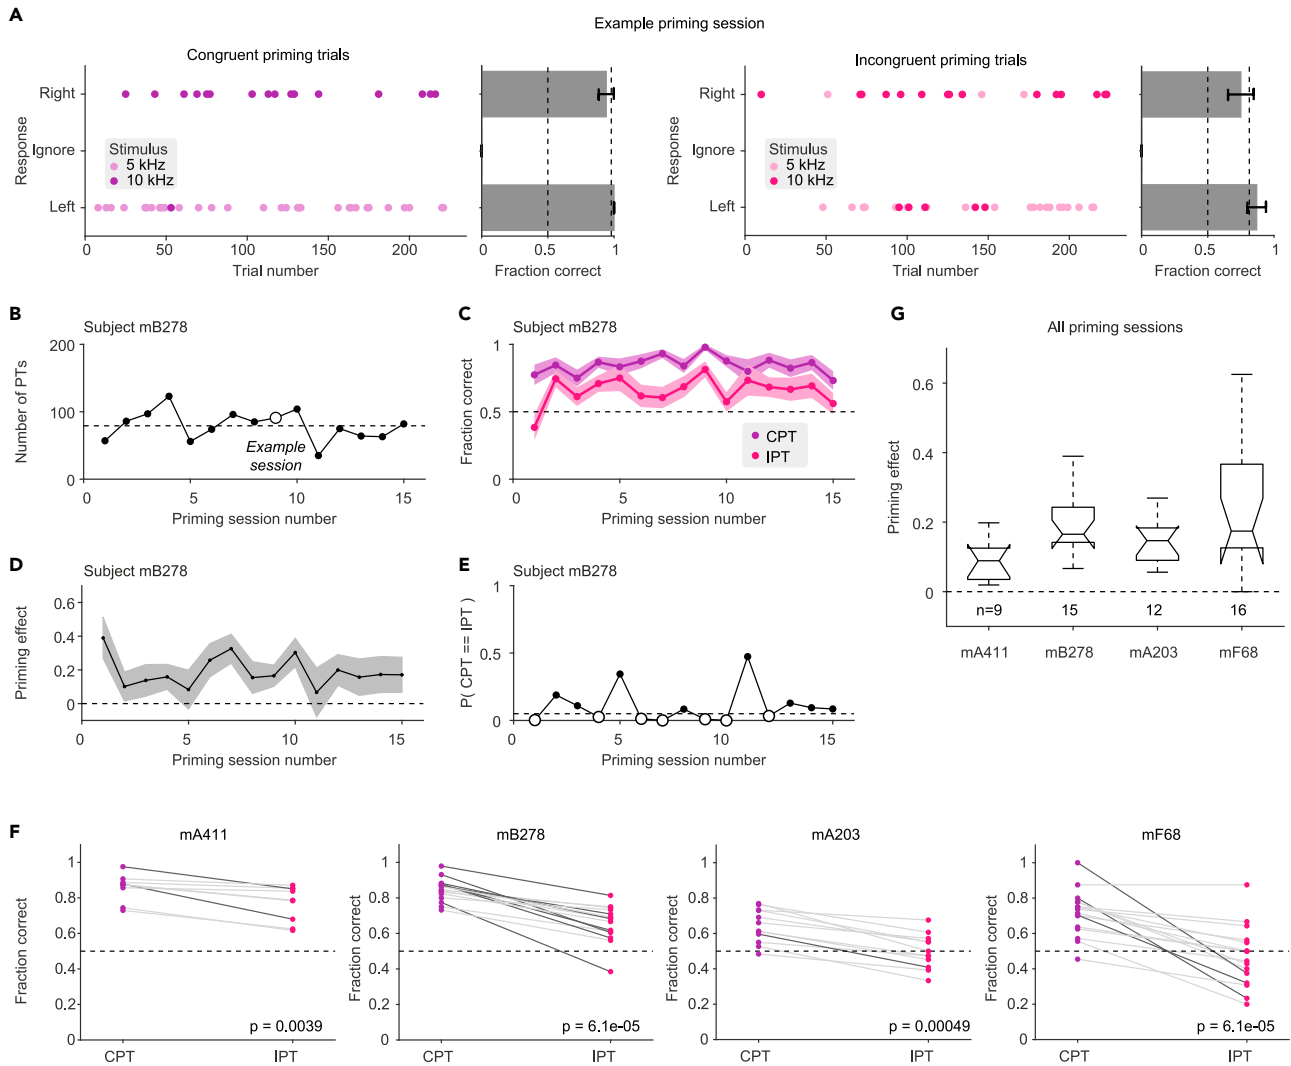 A
Example priming session
Congruent priming trials
Right
Ignore
Left
Response
Stimulus
5 kHz
10 kHz
0 50 100 150 200
Trial number
0 0.5 1
Fraction correct
Incongruent priming trials
Right
Ignore
Left
Response
Stimulus
5 kHz
10 kHz
0 50 100 150 200
Trial number
0 0.5 1
Fraction correct
B
Subject mB278
200
100
0
Number of PTs
Example
session
0 5 10 15
Priming session number
C
Subject mB278
1
0.5
0
Fraction correct
CPT
IPT
0 5 10 15
Priming session number
D
Subject mB278
0.6
0.4
0.2
0
Priming effect
0 5 10 15
Priming session number
E
Subject mB278
1
0.5
0
P( CPT == IPT )
0 5 10 15
Priming session number
G
All priming sessions
0.6
0.4
0.2
0
Priming effect
n=9 15 12 16
mA411 mB278 mA203 mF68
F
mA411
1
0.8
0.6
0.4
0.2
0
Fraction correct
p = 0.0039
CPT IPT
mB278
1
0.8
0.6
0.4
0.2
0
Fraction correct
p = 6.1e-05
CPT IPT
mA203
1
0.8
0.6
0.4
0.2
0
Fraction correct
p = 0.00049
CPT IPT
mF68
1
0.8
0.6
0.4
0.2
0
Fraction correct
p = 6.1e-05
CPT IPT